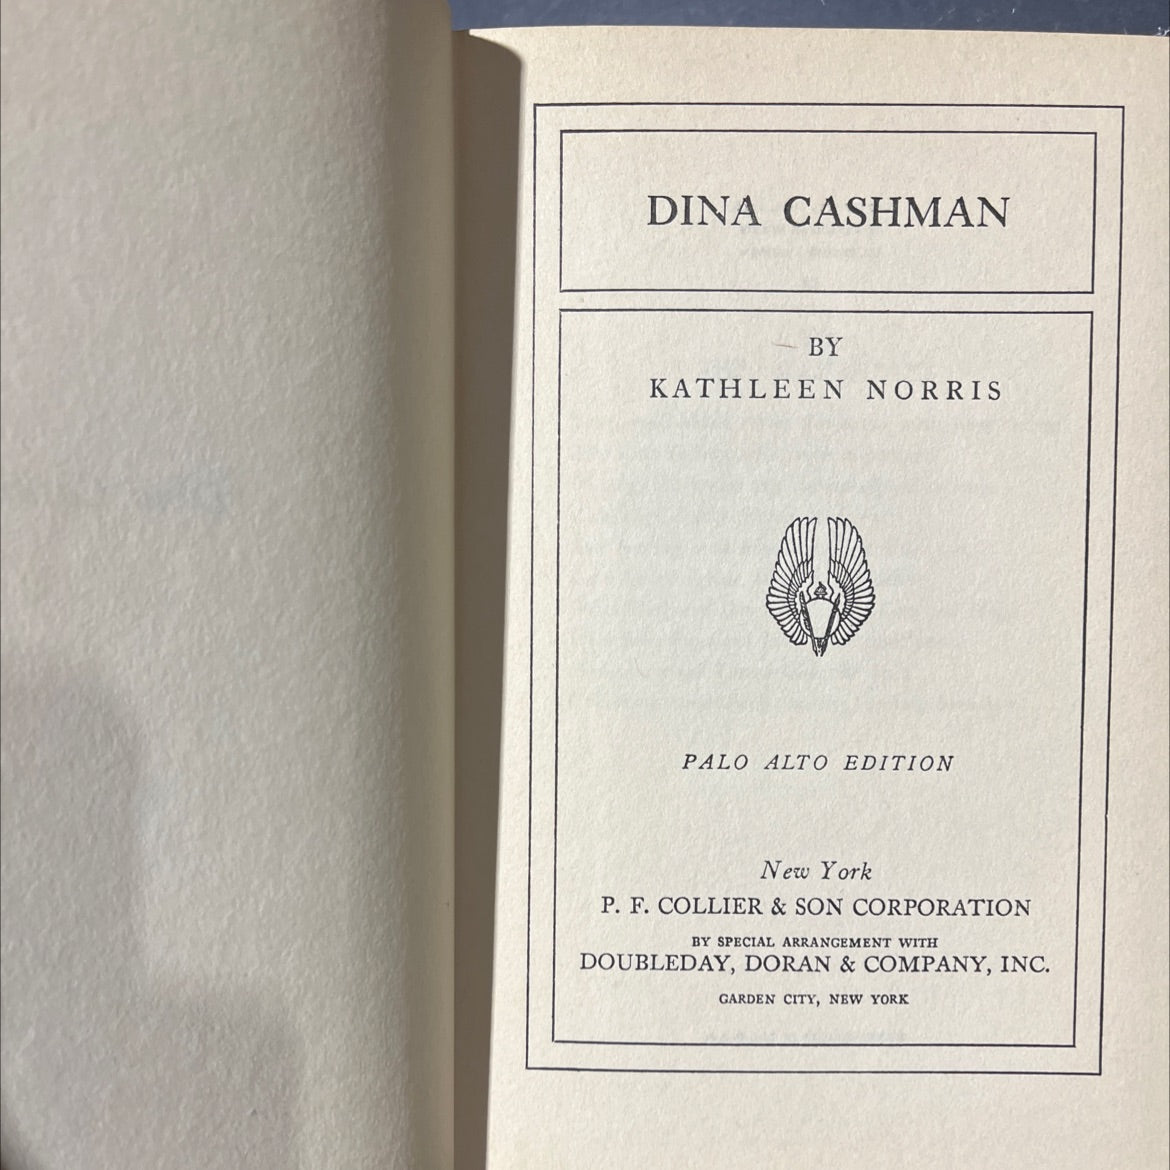 DINA CASHMAN
BY
KATHLEEN NORRIS
PALO ALTO EDITION
New York
P. F. COLLIER & SON CORPORATION
BY SPECIAL ARRANGEMENT WITH
DOUBLEDAY, DORAN & COMPANY, INC.
GARDEN CITY, NEW YORK